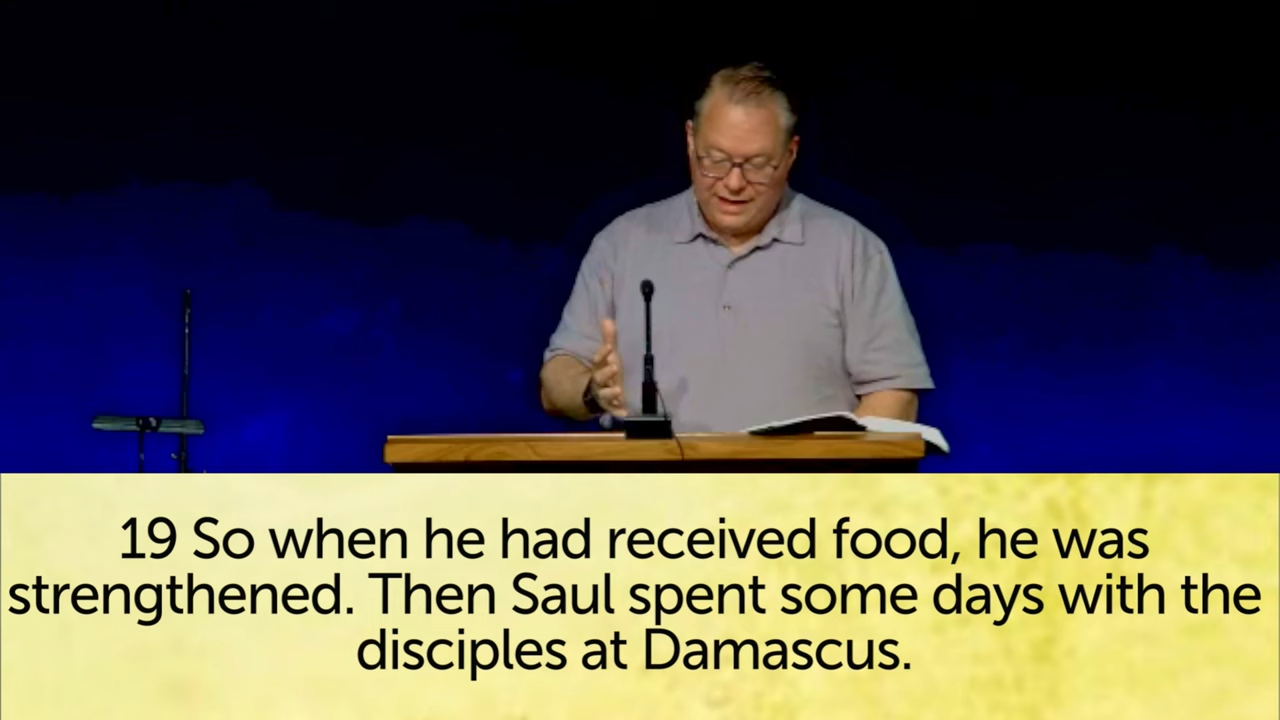 19 So when he had received food, he was
strengthened. Then Saul spent some days with the
disciples at Damascus.